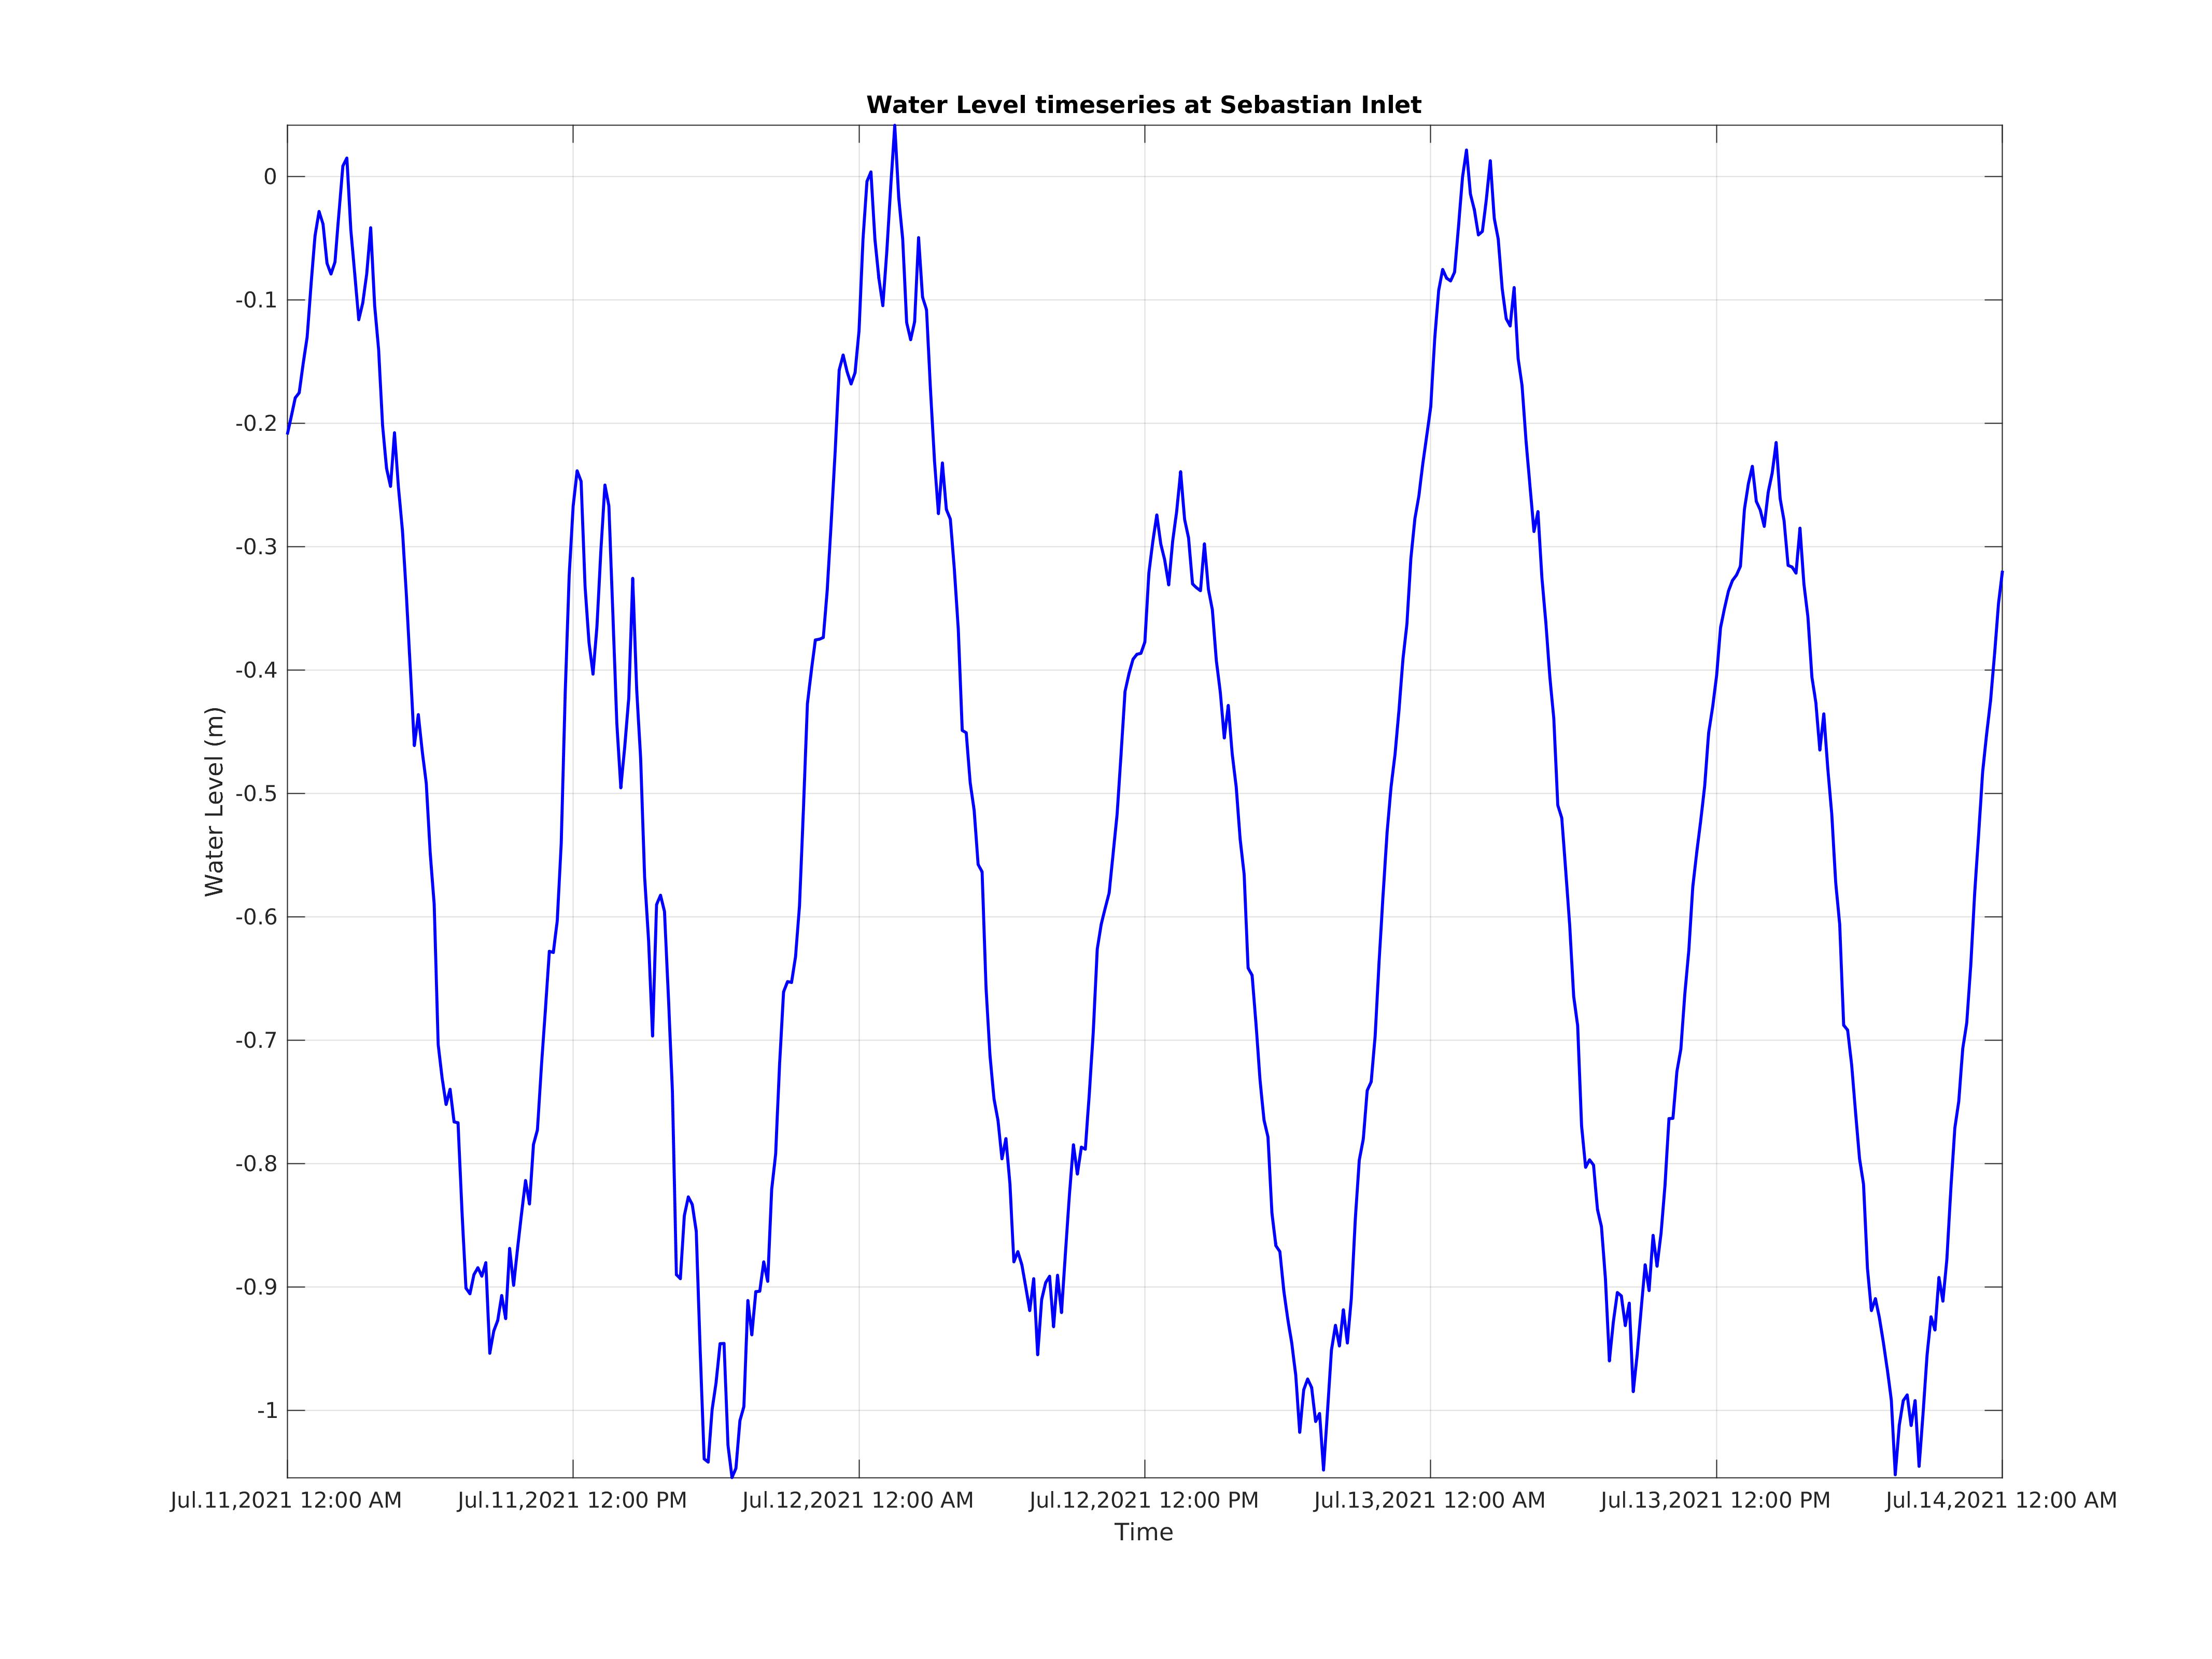 Water Level timeseries at Sebastian Inlet
0
-0.1
-0.2
-0.3
-0.4
-0.5
-0.6
-0.7
-0.8
-0.9
-1
Water Level (m)
Jul.11,2021 12:00 AM
Jul.11,2021 12:00 PM
Jul.12,2021 12:00 AM
Jul.12,2021 12:00 PM
Jul.13,2021 12:00 AM
Jul.13,2021 12:00 PM
Jul.14,2021 12:00 AM
Time